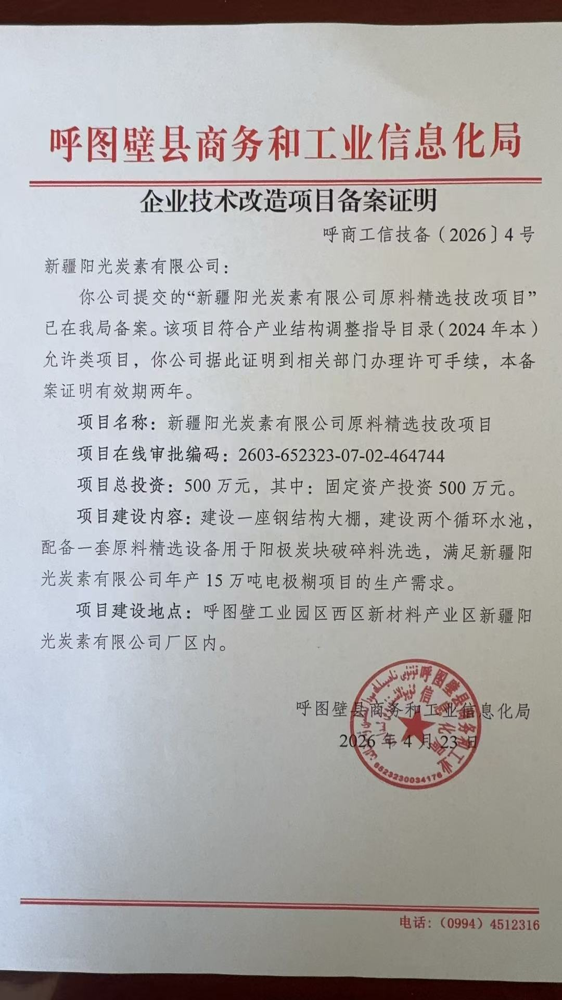 呼图壁县商务和工业信息化局
企业技术改造项目备案证明
呼商工信技备〔2026〕4 号
新疆阳光炭素有限公司：
你公司提交的“新疆阳光炭素有限公司原料精选技改项目”
已在我局备案。该项目符合产业结构调整指导目录（2024 年本）
允许类项目，你公司据此证明到相关部门办理许可手续，本备
案证明有效期两年。
项目名称：新疆阳光炭素有限公司原料精选技改项目
项目在线审批编码：2603-652323-07-02-464744
项目总投资：500 万元，其中：固定资产投资 500 万元。
项目建设内容：建设一座钢结构大棚，建设两个循环水池，
配备一套原料精选设备用于阳极炭块破碎料洗选，满足新疆阳
光炭素有限公司年产 15 万吨电极糊项目的生产需求。
项目建设地点：呼图壁工业园区西区新材料产业区新疆阳
光炭素有限公司厂区内。
呼图壁县商务和工业信息化局
2026 年 4 月 23 日
呼图壁县商务和工业
信息化局
6523230034176
电话：（0994）4512316